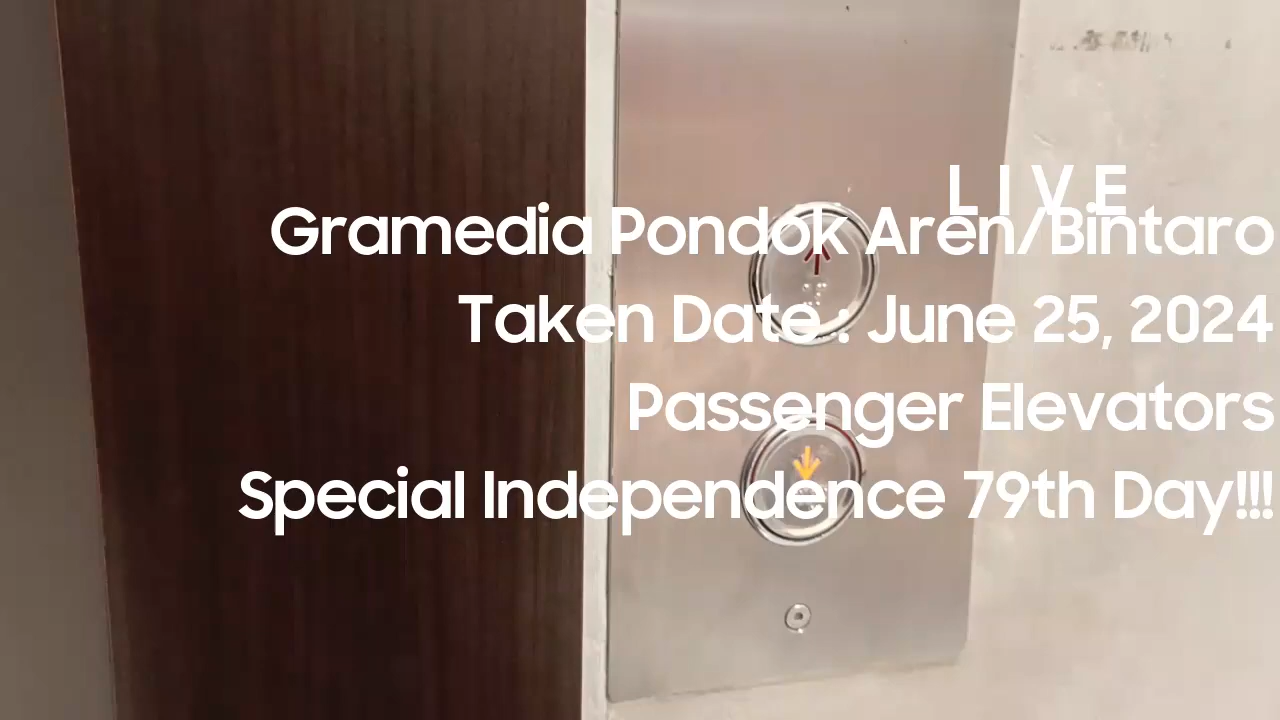 L I V E
Gramedia Pondok Aren/Bintaro
Taken Date : June 25, 2024
Passenger Elevators
Special Independence 79th Day!!!